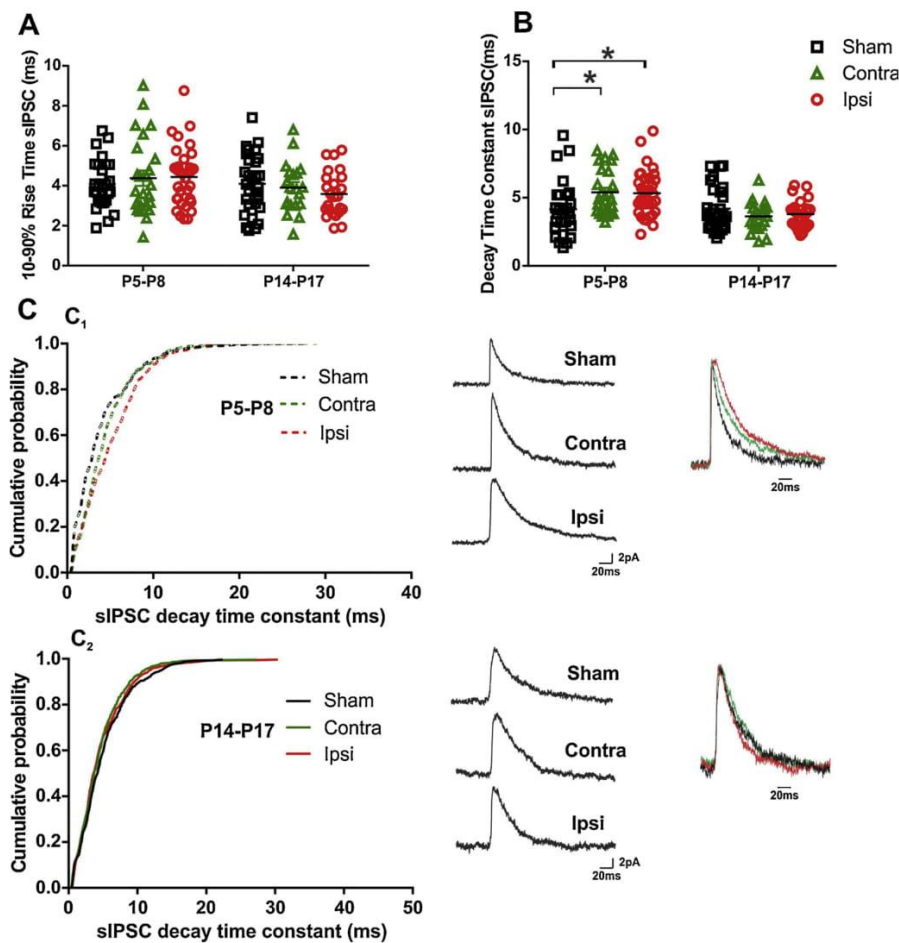 A
10-90% Rise Time sIPSC (ms)
10
8
6
4
2
0
P5-P8
P14-P17
B
Decay Time Constant sIPSC(ms)
15
10
5
0
*
*
P5-P8
P14-P17
Sham
Contra
Ipsi
C
C1
Cumulative probability
1.0
0.8
0.6
0.4
0.2
0.0
0
10
20
30
40
sIPSC decay time constant (ms)
P5-P8
Sham
Contra
Ipsi
Sham
Contra
Ipsi
2pA
20ms
20ms
C2
Cumulative probability
1.0
0.8
0.6
0.4
0.2
0.0
0
10
20
30
40
50
sIPSC decay time constant (ms)
P14-P17
Sham
Contra
Ipsi
Sham
Contra
Ipsi
2pA
20ms
20ms